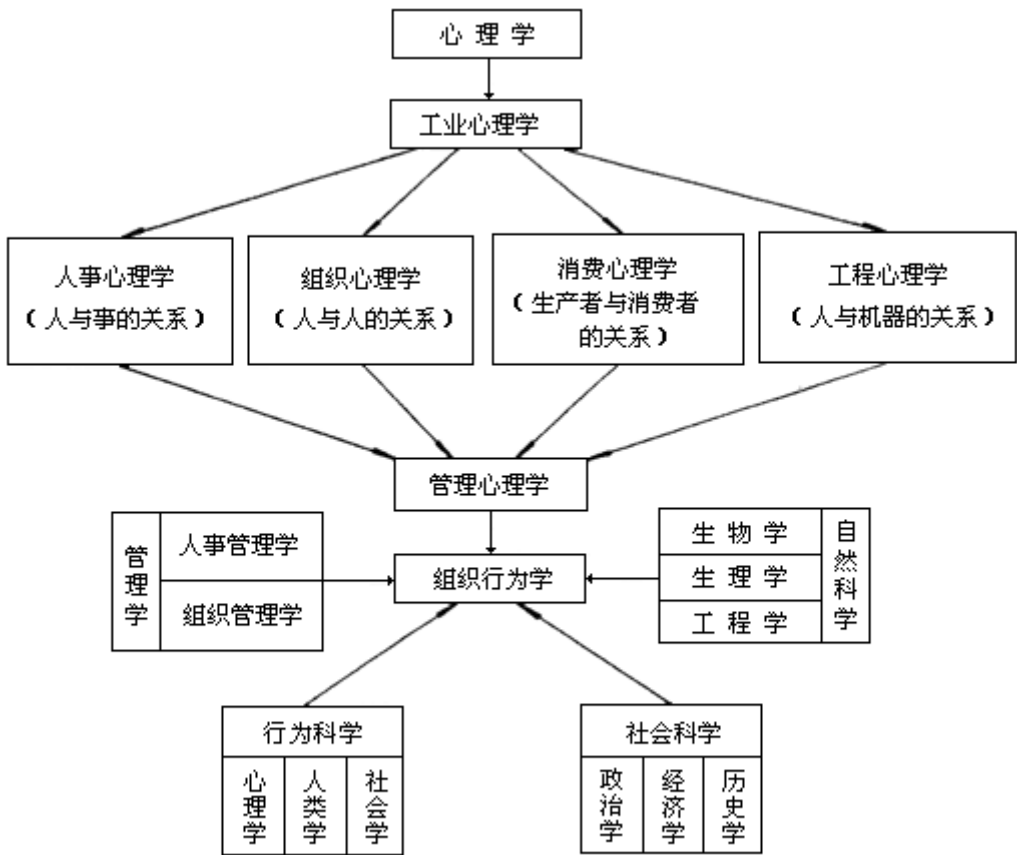 心 理 学
工业心理学
人事心理学
（人与事的关系）
组织心理学
（人与人的关系）
消费心理学
（生产者与消费者
的关系）
工程心理学
（人与机器的关系）
管理心理学
管理学
人事管理学
组织管理学
组织行为学
生 物 学
生 理 学
工 程 学
自然科学
行为科学
心理学
人类学
社会学
社会科学
政治学
经济学
历史学